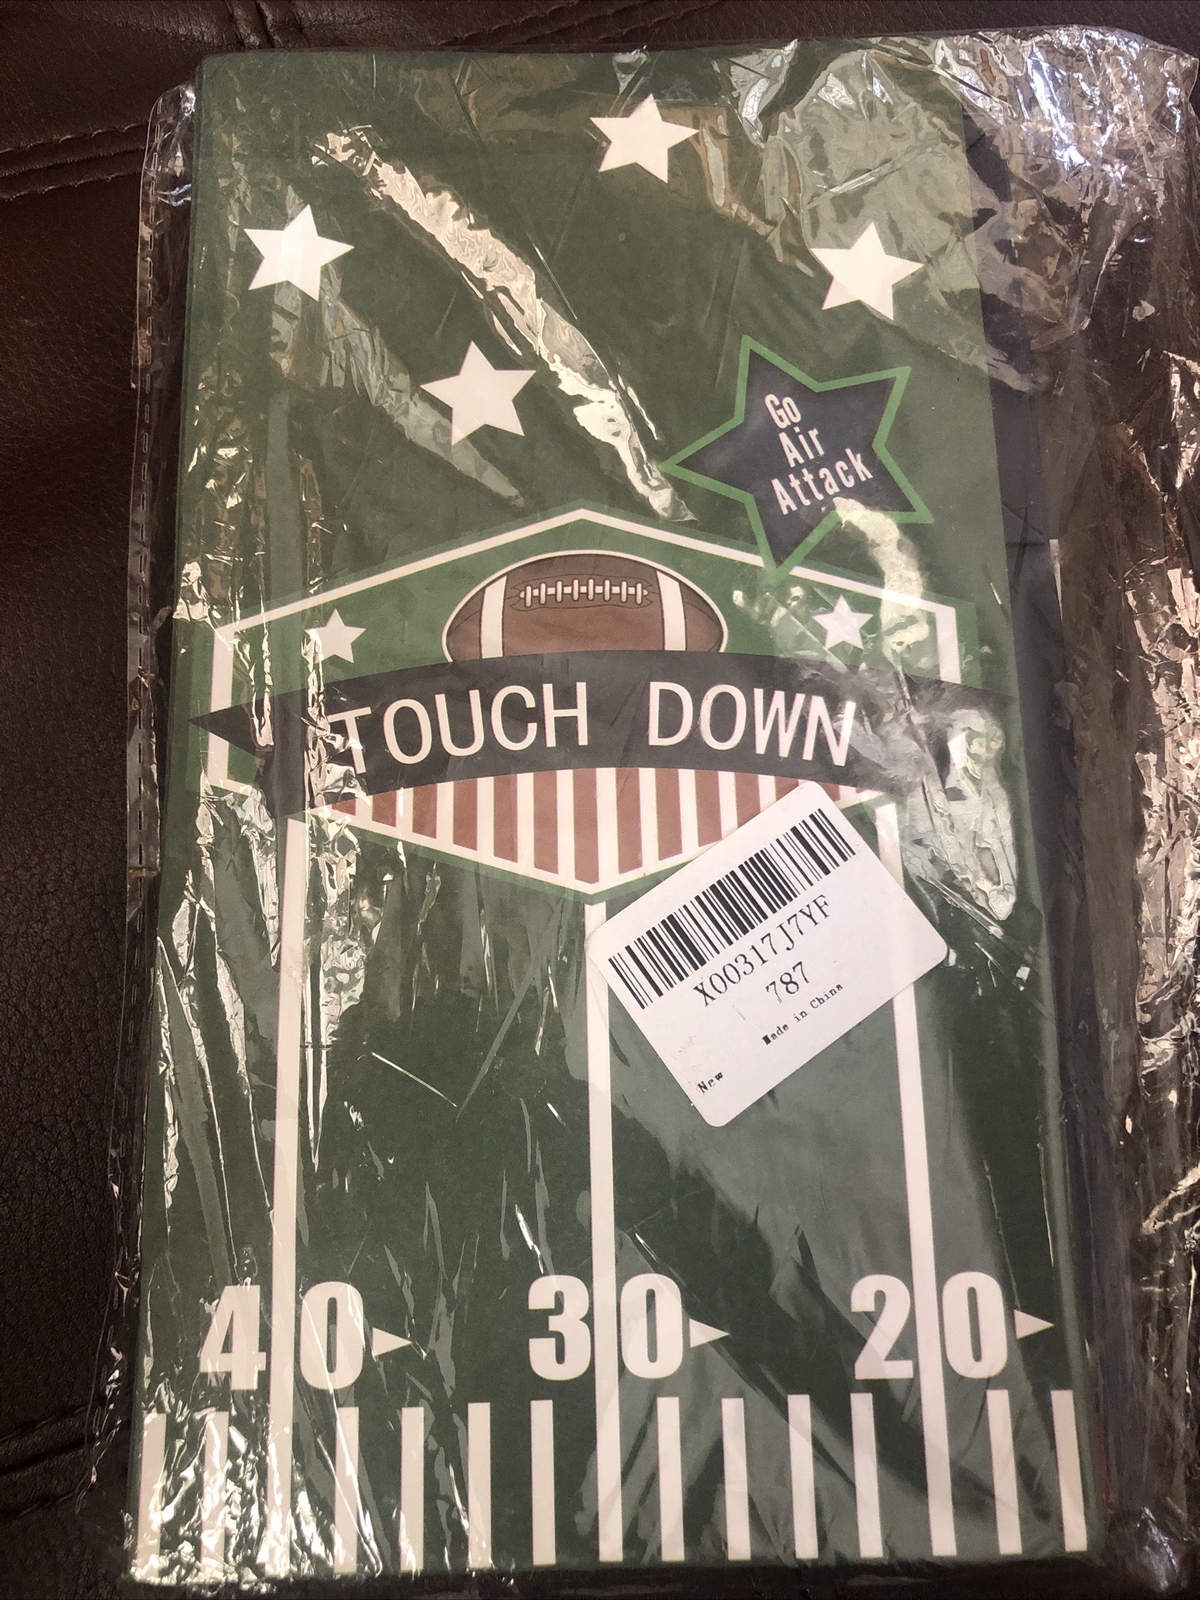 Go
Air
Attack
TOUCH DOWN
X00317J7YF
787
Made in China
New
40 30 20